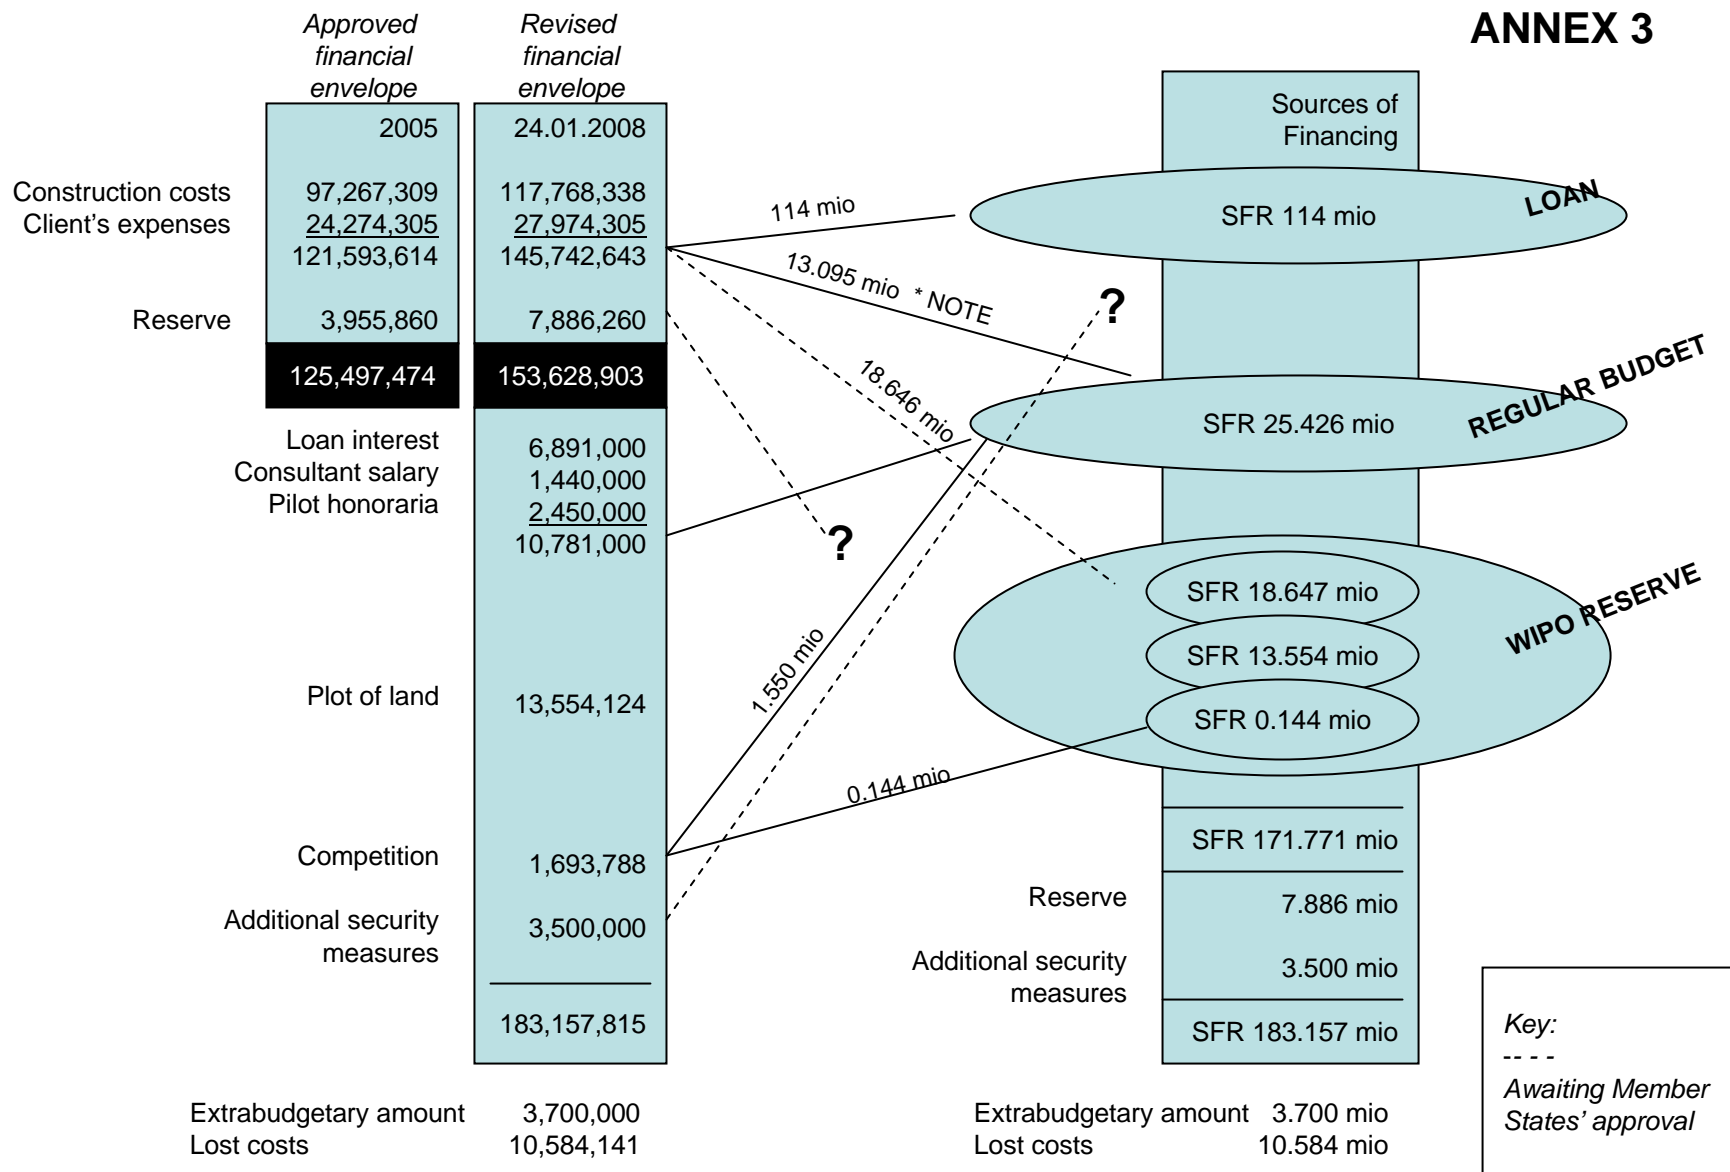 ANNEX 3
Approved
financial
envelope
Revised
financial
envelope
2005
24.01.2008
Construction costs 97,267,309 117,768,338
Client's expenses 24,274,305 27,974,305
121,593,614 145,742,643
Reserve 3,955,860 7,886,260
125,497,474 153,628,903
Loan interest 6,891,000
Consultant salary 1,440,000
Pilot honoraria 2,450,000
10,781,000
Plot of land 13,554,124
Competition 1,693,788
Additional security
measures
3,500,000
183,157,815
Extrabudgetary amount 3,700,000
Lost costs 10,584,141
114 mio
13.095 mio * NOTE
18.646 mio
?
?
1.550 mio
0.144 mio
Sources of
Financing
SFR 114 mio
LOAN
SFR 25.426 mio
REGULAR BUDGET
SFR 18.647 mio
SFR 13.554 mio
SFR 0.144 mio
WIPO RESERVE
SFR 171.771 mio
Reserve 7.886 mio
Additional security
measures
3.500 mio
SFR 183.157 mio
Extrabudgetary amount 3.700 mio
Lost costs 10.584 mio
Key:
-- - -
Awaiting Member
States' approval